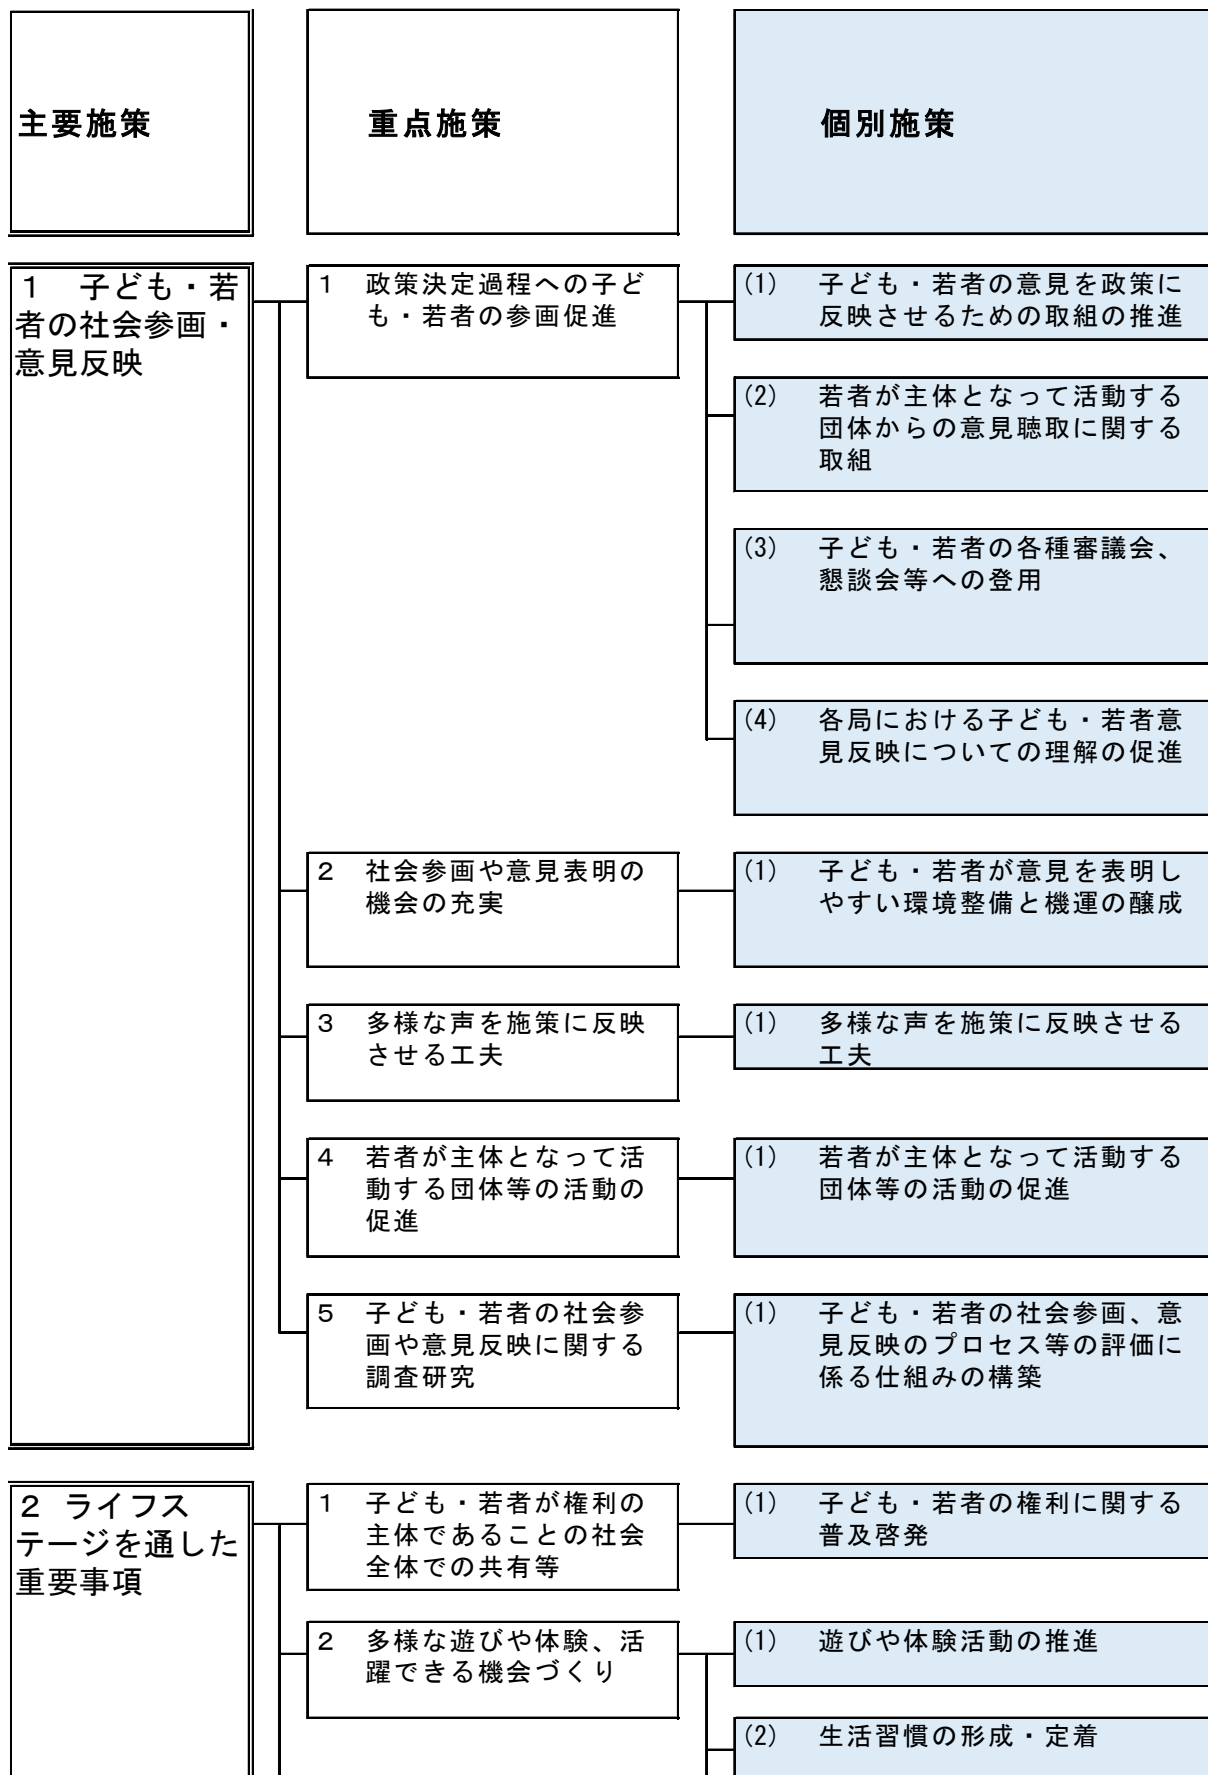 主要施策
重点施策
個別施策
1 子ども・若
者の社会参画・
意見反映
1 政策決定過程への子ど
も・若者の参画促進
(1) 子ども・若者の意見を政策に
反映させるための取組の推進
(2) 若者が主体となって活動する
団体からの意見聴取に関する
取組
(3) 子ども・若者の各種審議会、
懇談会等への登用
(4) 各局における子ども・若者意
見反映についての理解の促進
2 社会参画や意見表明の
機会の充実
(1) 子ども・若者が意見を表明し
やすい環境整備と機運の醸成
3 多様な声を施策に反映
させる工夫
(1) 多様な声を施策に反映させる
工夫
4 若者が主体となって活
動する団体等の活動の
促進
(1) 若者が主体となって活動する
団体等の活動の促進
5 子ども・若者の社会参
画や意見反映に関する
調査研究
(1) 子ども・若者の社会参画、意
見反映のプロセス等の評価に
係る仕組みの構築
2 ライフス
テージを通した
重要事項
1 子ども・若者が権利の
主体であることの社会
全体での共有等
(1) 子ども・若者の権利に関する
普及啓発
2 多様な遊びや体験、活
躍できる機会づくり
(1) 遊びや体験活動の推進
(2) 生活習慣の形成・定着